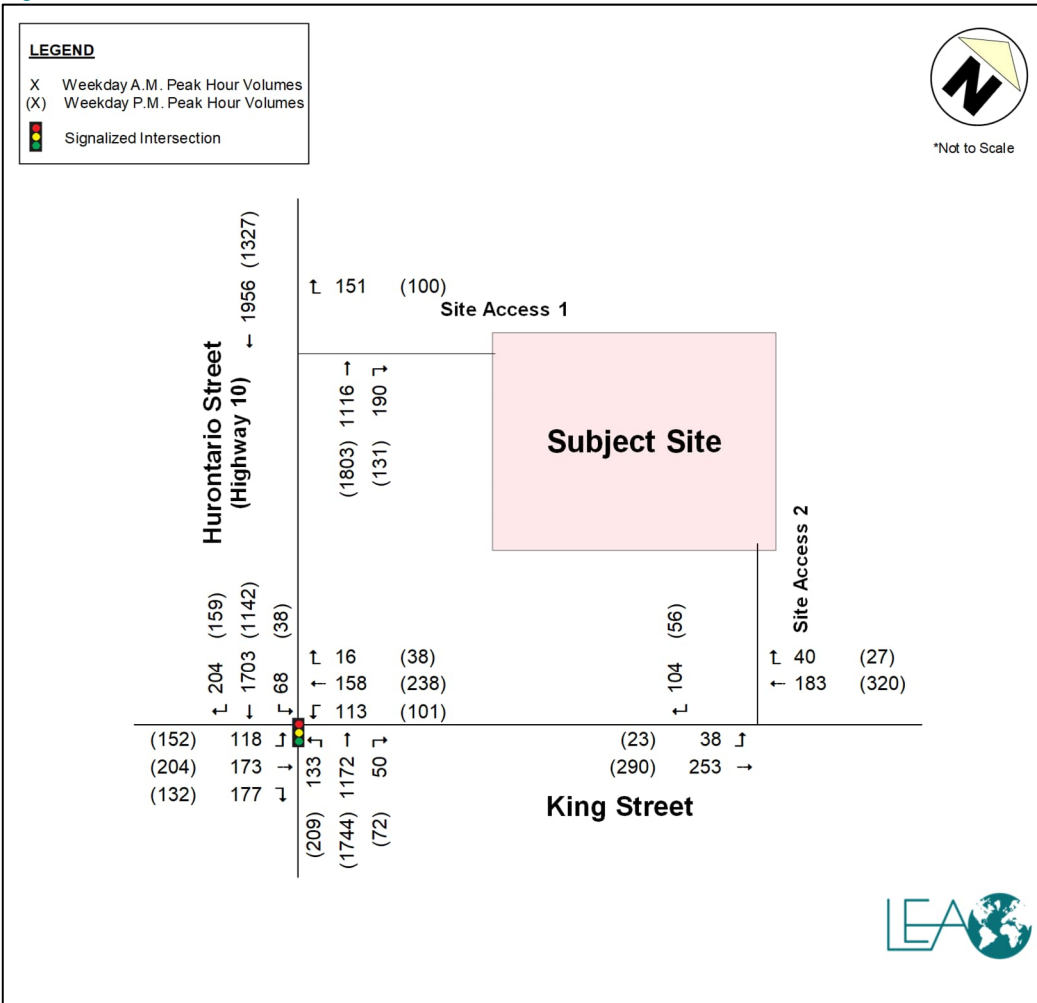 LEGEND
X Weekday A.M. Peak Hour Volumes
(X) Weekday P.M. Peak Hour Volumes
Signalized Intersection
N
*Not to Scale
1956 (1327)
151 (100)
Site Access 1
Hurontario Street
(Highway 10)
(1803) 1116
(131) 190
Subject Site
Site Access 2
204 (159)
1703 (1142)
68 (38)
16 (38)
158 (238)
113 (101)
104 (56)
40 (27)
183 (320)
(152) 118
(204) 173
(132) 177
(209) 133
(1744) 1172
(72) 50
(23) 38
(290) 253
King Street
LEA